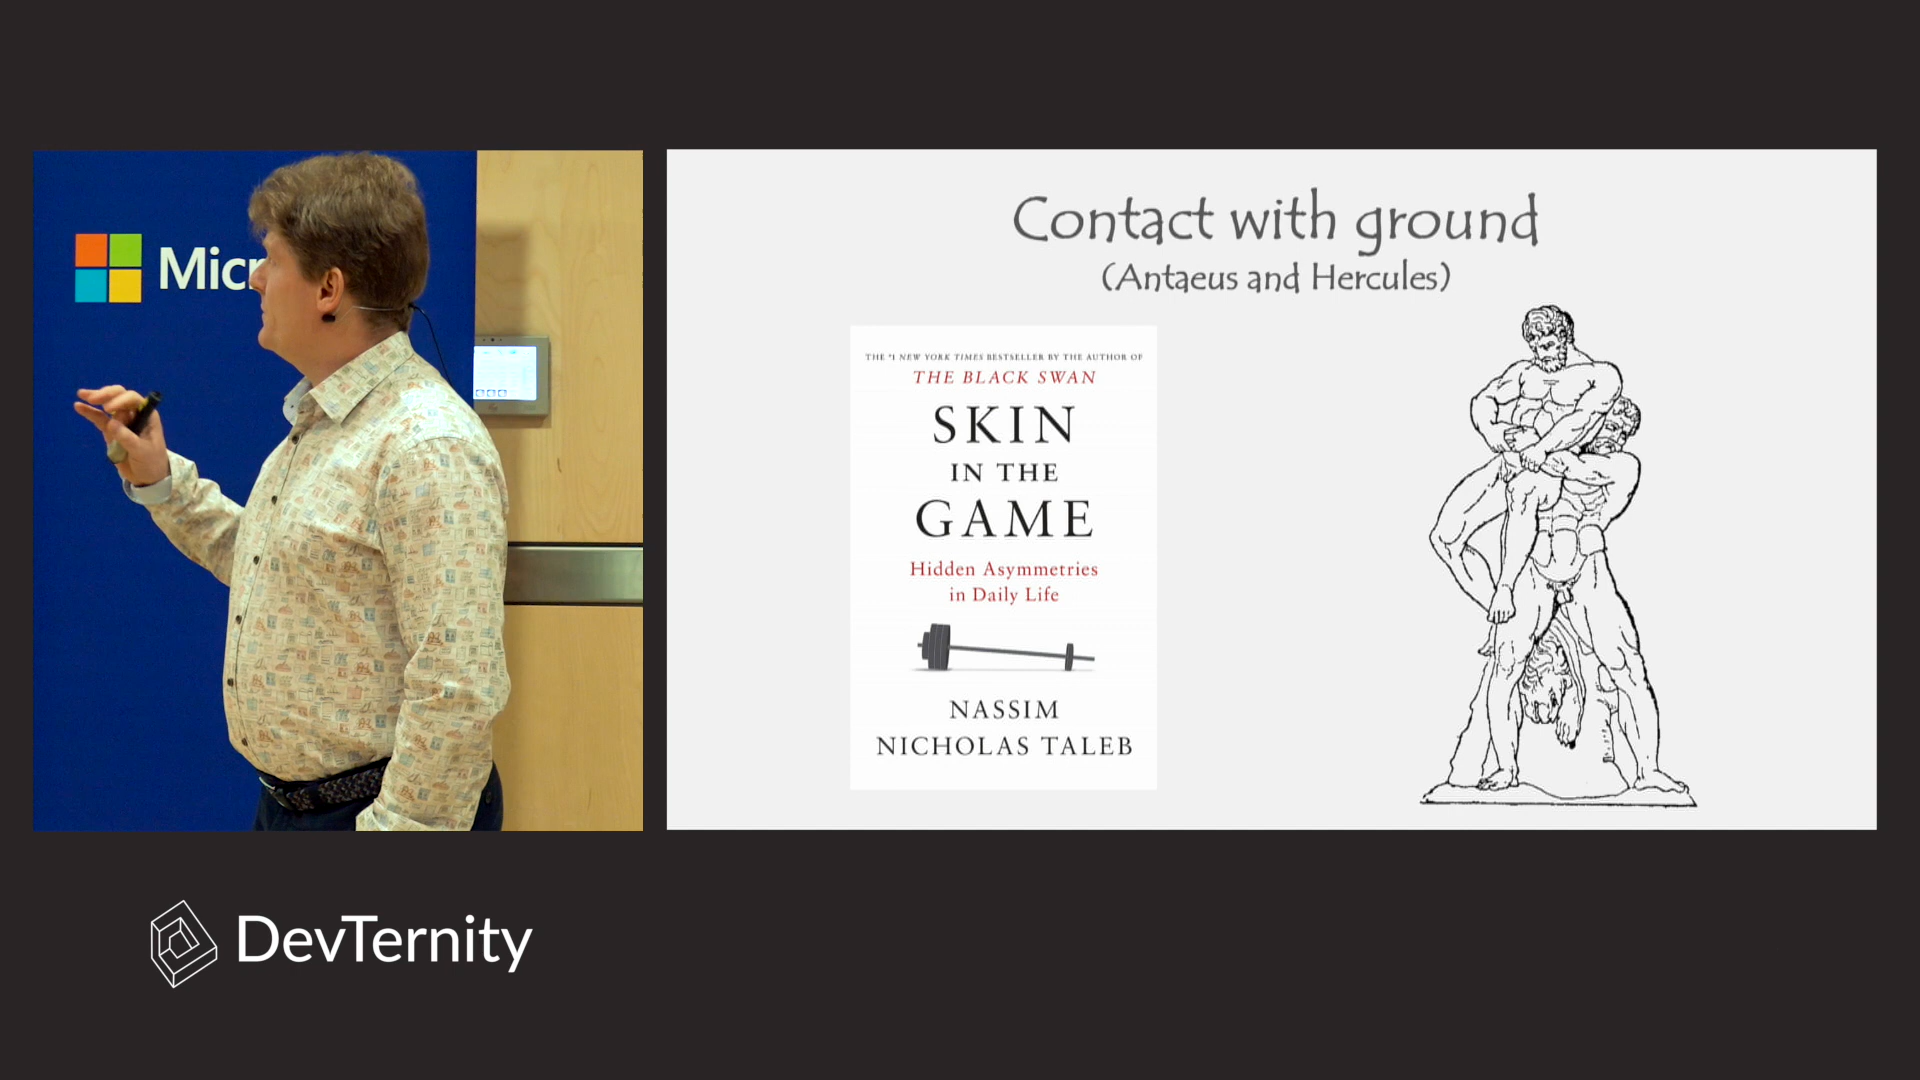 Micr
Contact with ground
(Antaeus and Hercules)
THE #1 NEW YORK TIMES BESTSELLER BY THE AUTHOR OF
THE BLACK SWAN
SKIN
IN THE
GAME
Hidden Asymmetries
in Daily Life
NASSIM
NICHOLAS TALEB
DevTernity